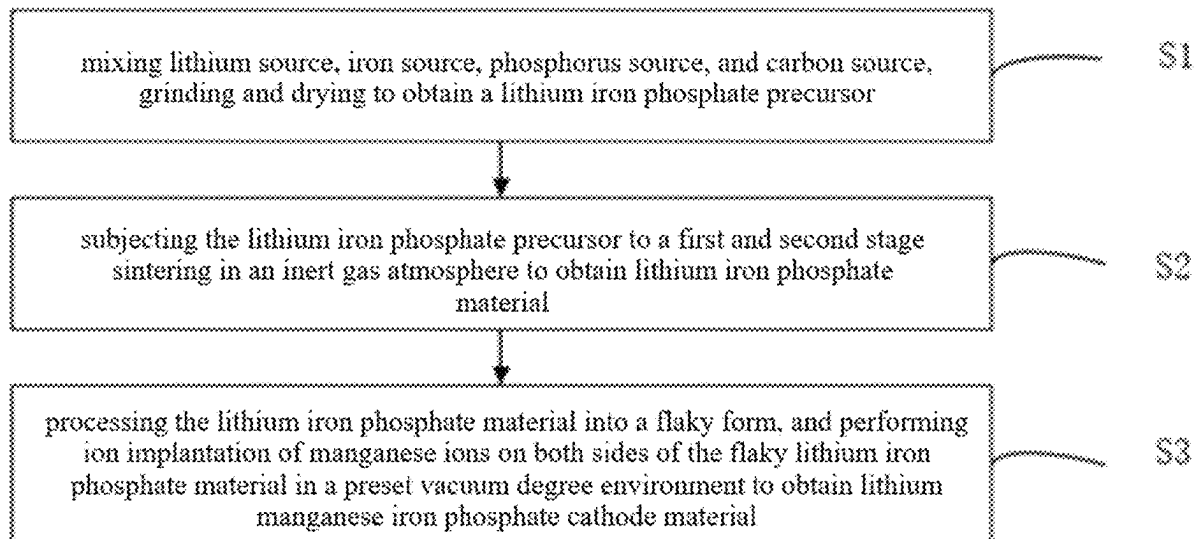 mixing lithium source, iron source, phosphorus source, and carbon source,
grinding and drying to obtain a lithium iron phosphate precursor
S1
subjecting the lithium iron phosphate precursor to a first and second stage
sintering in an inert gas atmosphere to obtain lithium iron phosphate
material
S2
processing the lithium iron phosphate material into a flaky form, and performing
ion implantation of manganese ions on both sides of the flaky lithium iron
phosphate material in a preset vacuum degree environment to obtain lithium
manganese iron phosphate cathode material
S3